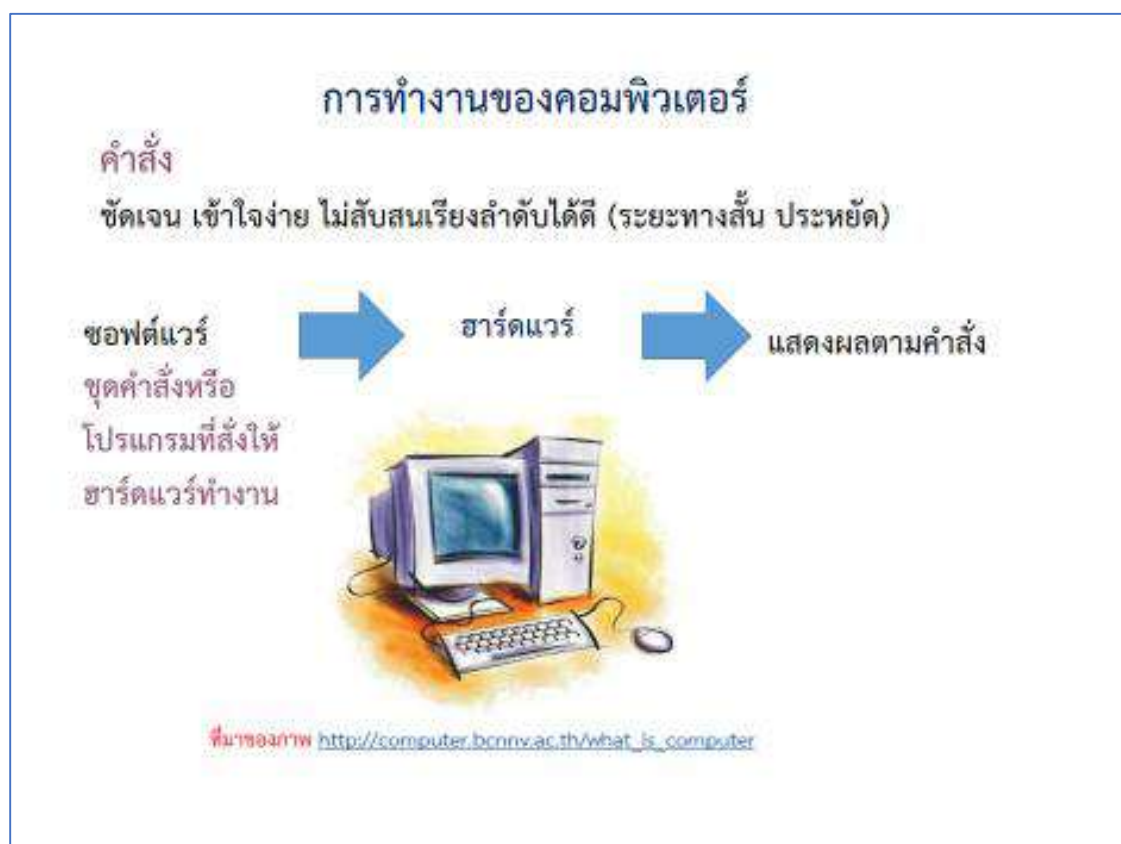 การทำงานของคอมพิวเตอร์
คำสั่ง
ชัดเจน เข้าใจง่าย ไม่สับสนเรียงลำดับได้ดี (ระยะทางสั้น ประหยัด)
ซอฟต์แวร์
ชุดคำสั่งหรือ
โปรแกรมที่สั่งให้
ฮาร์ดแวร์ทำงาน
ฮาร์ดแวร์
แสดงผลตามคำสั่ง
ที่มาของภาพ http://computer.bcnnv.ac.th/what_is_computer